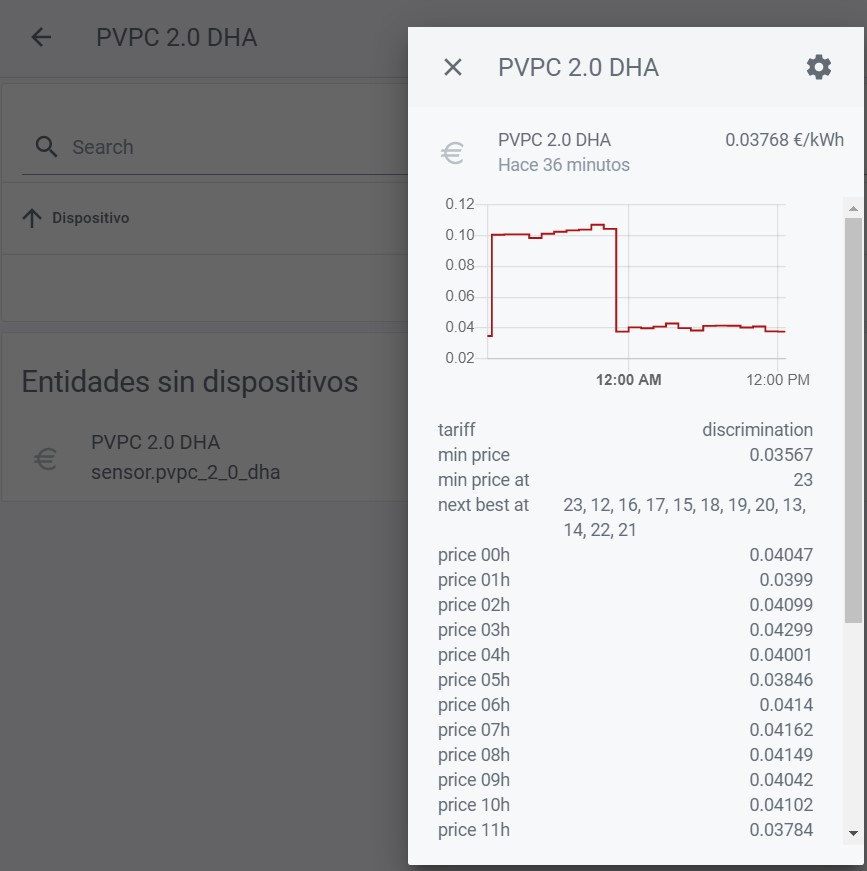 PVPC 2.0 DHA
Search
Dispositivo
Entidades sin dispositivos
PVPC 2.0 DHA
sensor.pvpc_2_0_dha
PVPC 2.0 DHA
PVPC 2.0 DHA 0.03768 €/kWh
Hace 36 minutos
0.12
0.10
0.08
0.06
0.04
0.02
12:00 AM 12:00 PM
tariff discrimination
min price 0.03567
min price at 23
next best at 23, 12, 16, 17, 15, 18, 19, 20, 13,
14, 22, 21
price 00h 0.04047
price 01h 0.0399
price 02h 0.04099
price 03h 0.04299
price 04h 0.04001
price 05h 0.03846
price 06h 0.0414
price 07h 0.04162
price 08h 0.04149
price 09h 0.04042
price 10h 0.04102
price 11h 0.03784